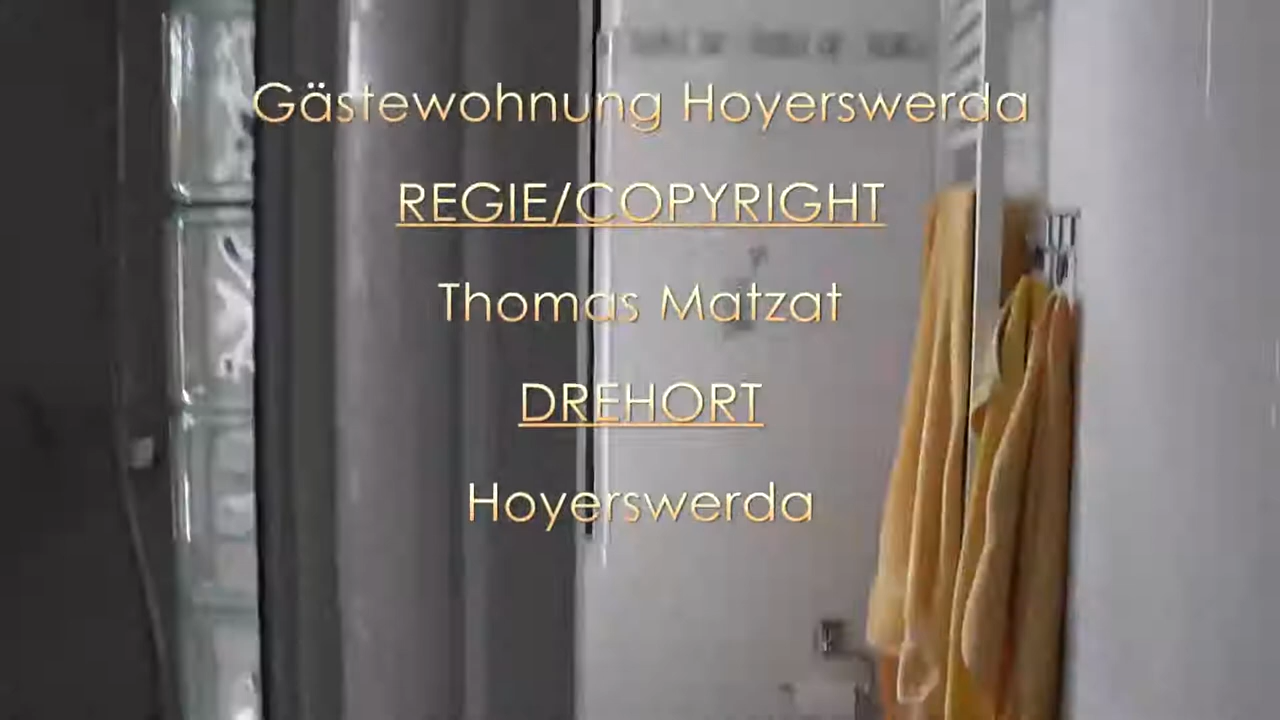 Gästewohnung Hoyerswerda
REGIE/COPYRIGHT
Thomas Matzat
DREHORT
Hoyerswerda